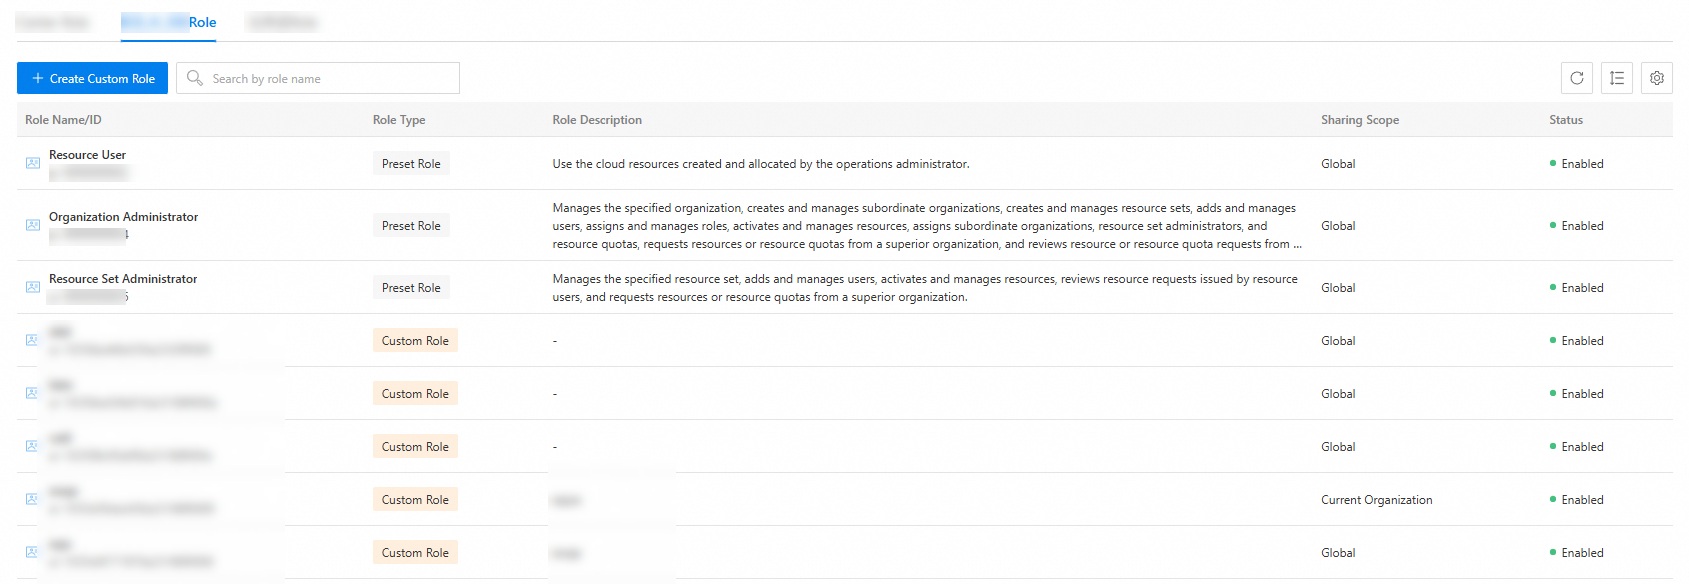 Role
Create Custom Role
Search by role name
Role Name/ID Role Type Role Description Sharing Scope Status
Resource User
Preset Role Use the cloud resources created and allocated by the operations administrator. Global Enabled
Organization Administrator
Preset Role
Manages the specified organization, creates and manages subordinate organizations, creates and manages resource sets, adds and manages
users, assigns and manages roles, activates and manages resources, assigns subordinate organizations, resource set administrators, and
resource quotas, requests resources or resource quotas from a superior organization, and reviews resource or resource quota requests from ...
Global Enabled
Resource Set Administrator
Preset Role
Manages the specified resource set, adds and manages users, activates and manages resources, reviews resource requests issued by resource
users, and requests resources or resource quotas from a superior organization.
Global Enabled
Custom Role - Global Enabled
Custom Role - Global Enabled
Custom Role - Global Enabled
Custom Role Current Organization Enabled
Custom Role Global Enabled